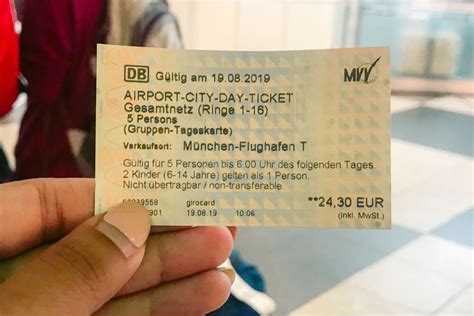 DB Gültig am 19.08.2019 MVV
AIRPORT-CITY-DAY-TICKET
Gesamtnetz (Ringe 1-16)
5 Persons
(Gruppen-Tageskarte)
Verkaufsort: München-Flughafen T
Gültig für 5 Personen bis 6.00 Uhr des folgenden Tages.
2 Kinder (6-14 Jahre) gelten als 1 Person.
Nicht übertragbar / non-transferable.
girocard **24,30 EUR
19.08.19 10:06 (inkl. MwSt.)